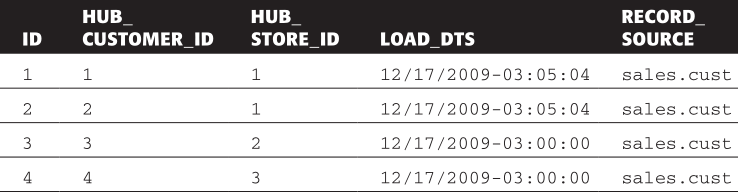 HUB_ HUB_ RECORD_
ID CUSTOMER_ID STORE_ID LOAD_DTS SOURCE
1 1 1 12/17/2009-03:05:04 sales.cust
2 2 1 12/17/2009-03:05:04 sales.cust
3 3 2 12/17/2009-03:00:00 sales.cust
4 4 3 12/17/2009-03:00:00 sales.cust